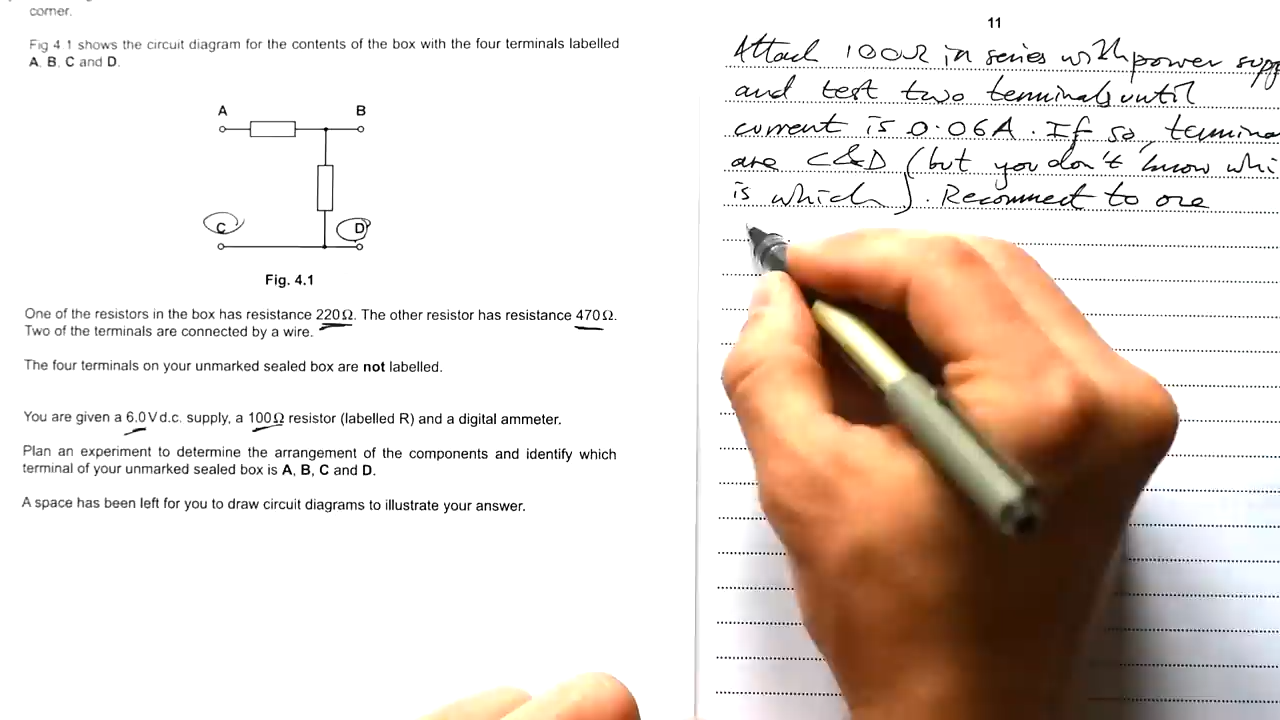 corner.
Fig 4.1 shows the circuit diagram for the contents of the box with the four terminals labelled
A, B, C and D.
A
B
C
D
Fig. 4.1
One of the resistors in the box has resistance 220Ω. The other resistor has resistance 470Ω.
Two of the terminals are connected by a wire.
The four terminals on your unmarked sealed box are not labelled.
You are given a 6.0V d.c. supply, a 100Ω resistor (labelled R) and a digital ammeter.
Plan an experiment to determine the arrangement of the components and identify which
terminal of your unmarked sealed box is A, B, C and D.
A space has been left for you to draw circuit diagrams to illustrate your answer.
11
Attach 100Ω in series with power supp
and test two terminals until
current is 0.06A. If so, termina
are C&D (but you don't know whi
is which). Reconnect to one